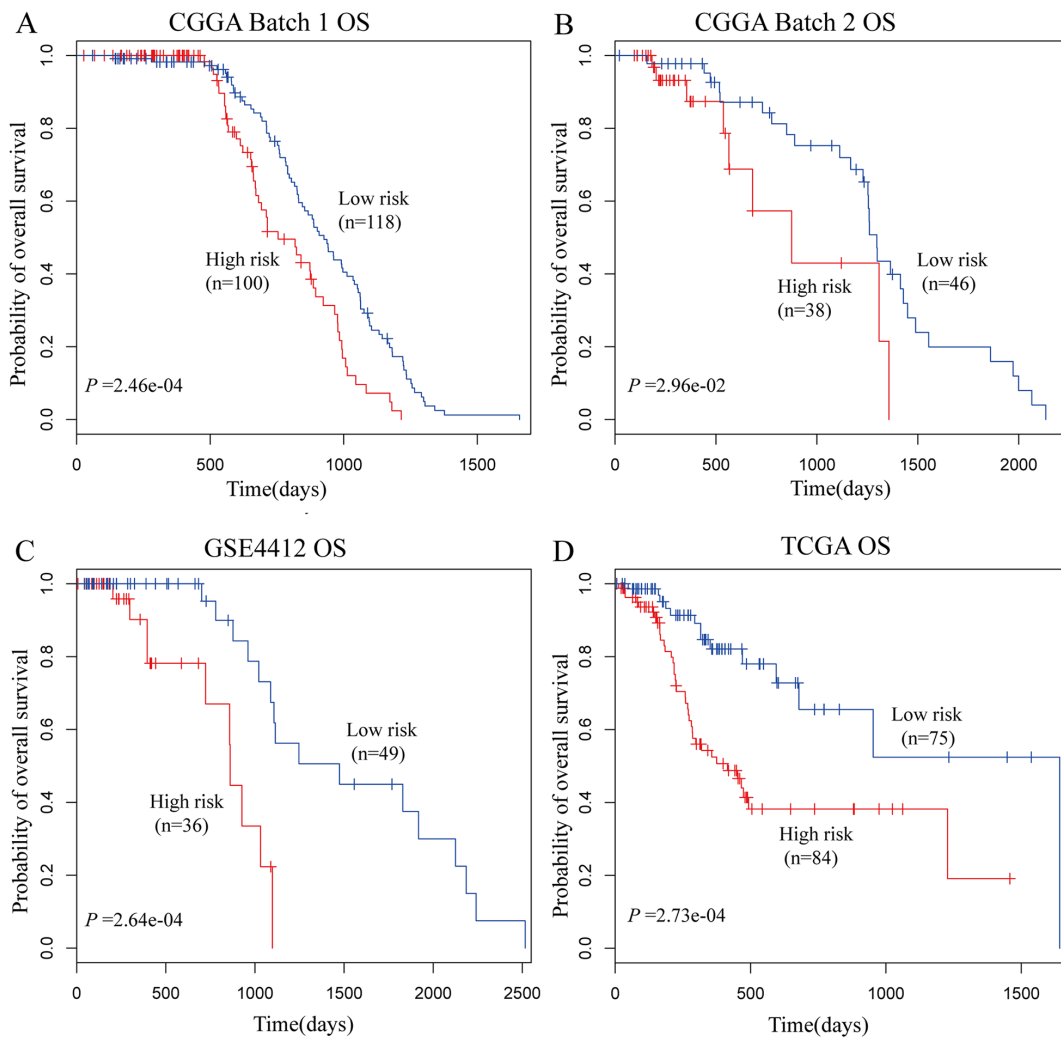 A
CGGA Batch 1 OS
Probability of overall survival
1.0
0.8
0.6
0.4
0.2
0.0
Low risk
(n=118)
High risk
(n=100)
P =2.46e-04
0
500
1000
1500
Time(days)
B
CGGA Batch 2 OS
Probability of overall survival
1.0
0.8
0.6
0.4
0.2
0.0
Low risk
(n=46)
High risk
(n=38)
P =2.96e-02
0
500
1000
1500
2000
Time(days)
C
GSE4412 OS
Probability of overall survival
1.0
0.8
0.6
0.4
0.2
0.0
Low risk
(n=49)
High risk
(n=36)
P =2.64e-04
0
500
1000
1500
2000
2500
Time(days)
D
TCGA OS
Probability of overall survival
1.0
0.8
0.6
0.4
0.2
0.0
Low risk
(n=75)
High risk
(n=84)
P =2.73e-04
0
500
1000
1500
Time(days)